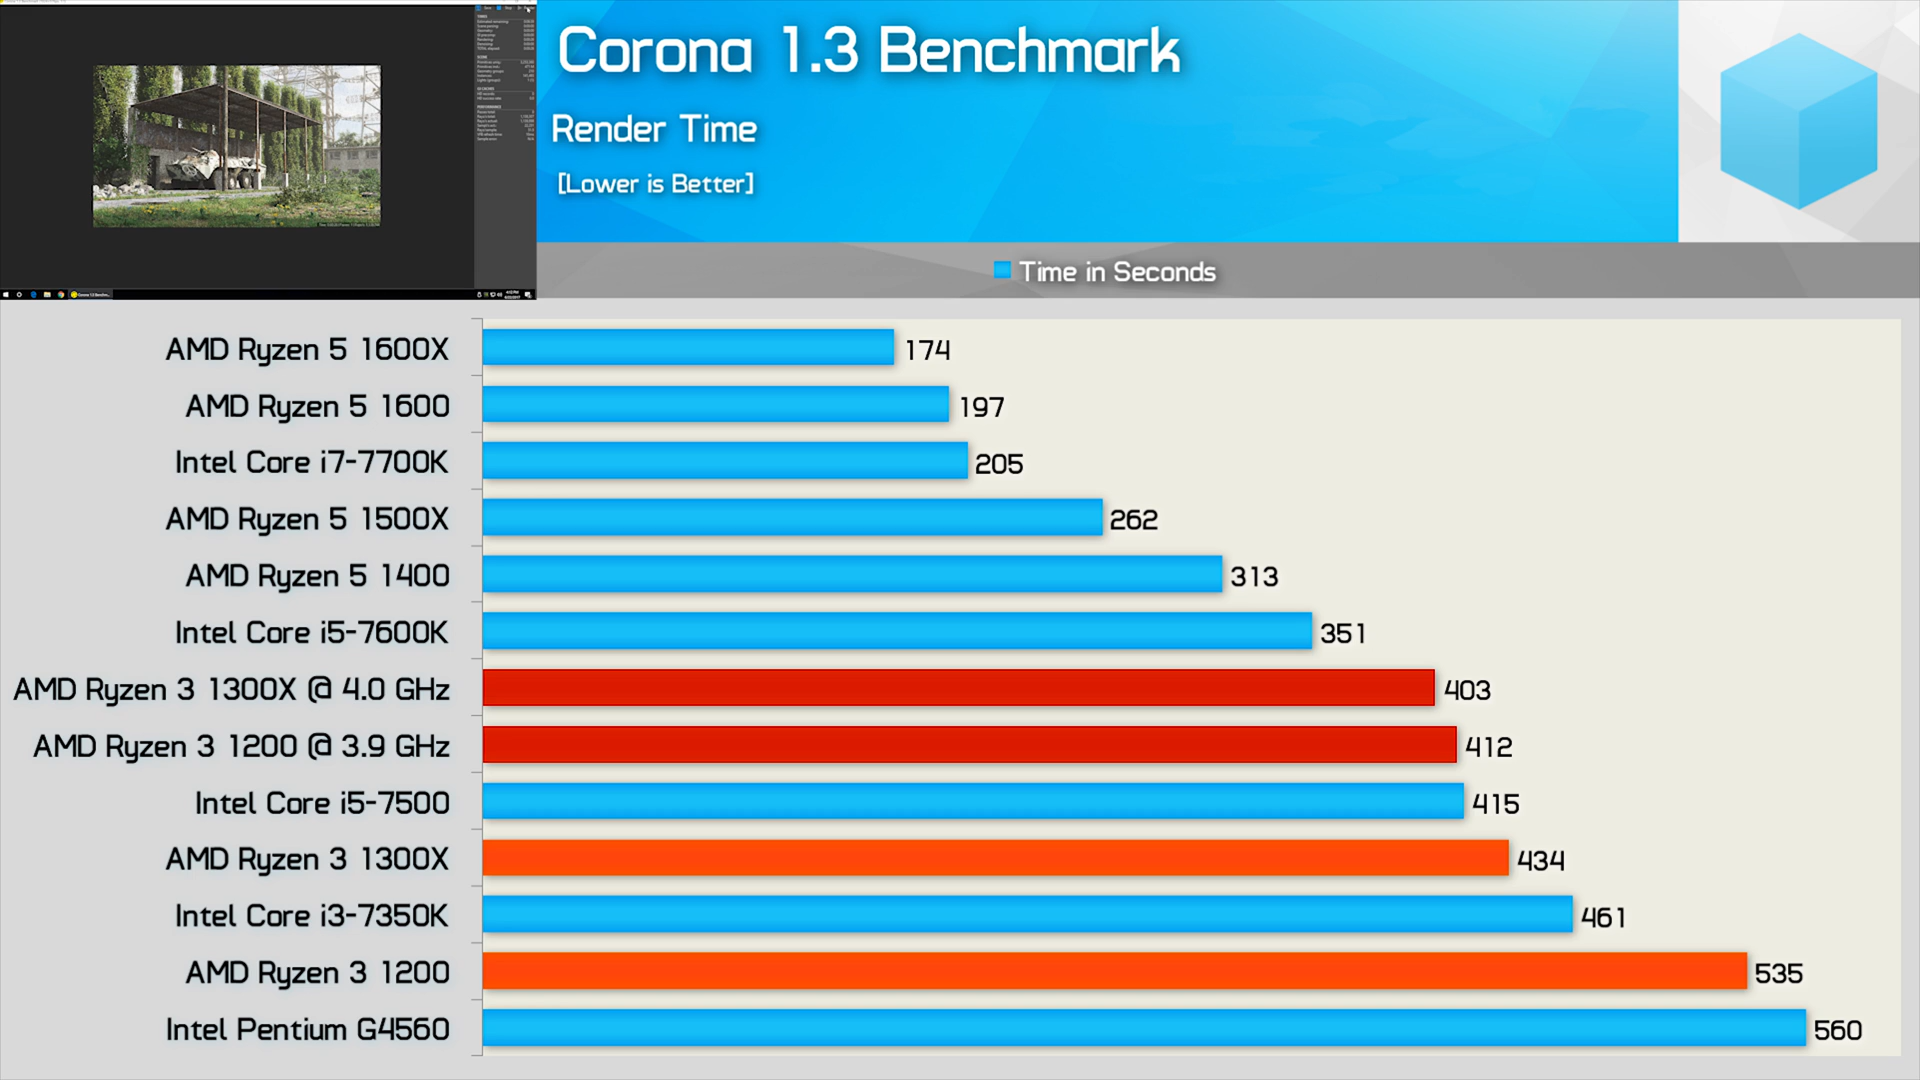 Corona 1.3 Benchmark
Render Time
[Lower is Better]
Time in Seconds
AMD Ryzen 5 1600X 174
AMD Ryzen 5 1600 197
Intel Core i7-7700K 205
AMD Ryzen 5 1500X 262
AMD Ryzen 5 1400 313
Intel Core i5-7600K 351
AMD Ryzen 3 1300X @ 4.0 GHz 403
AMD Ryzen 3 1200 @ 3.9 GHz 412
Intel Core i5-7500 415
AMD Ryzen 3 1300X 434
Intel Core i3-7350K 461
AMD Ryzen 3 1200 535
Intel Pentium G4560 560